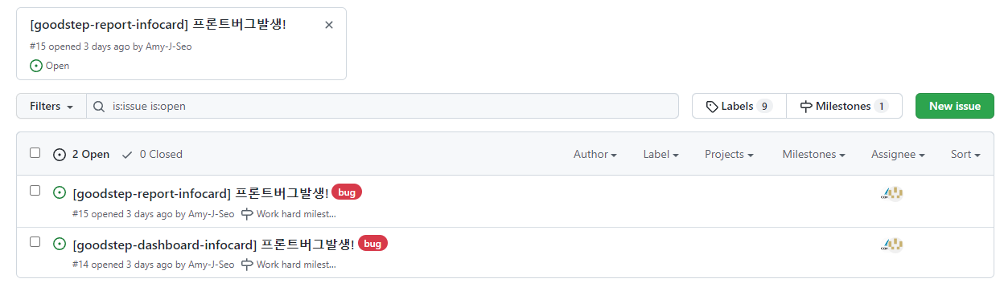 [goodstep-report-infocard] 프론트버그발생!
#15 opened 3 days ago by Amy-J-Seo
Open
Filters is:issue is:open Labels 9 Milestones 1 New issue
2 Open 0 Closed Author Label Projects Milestones Assignee Sort
[goodstep-report-infocard] 프론트버그발생! bug
#15 opened 3 days ago by Amy-J-Seo Work hard milest...
[goodstep-dashboard-infocard] 프론트버그발생! bug
#14 opened 3 days ago by Amy-J-Seo Work hard milest...